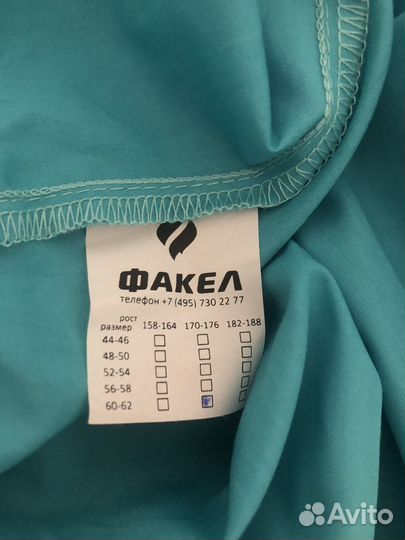 ФАКЕЛ
телефон +7 (495) 730 22 77
рост
размер 158-164 170-176 182-188
44-46
48-50
52-54
56-58
60-62
Avito